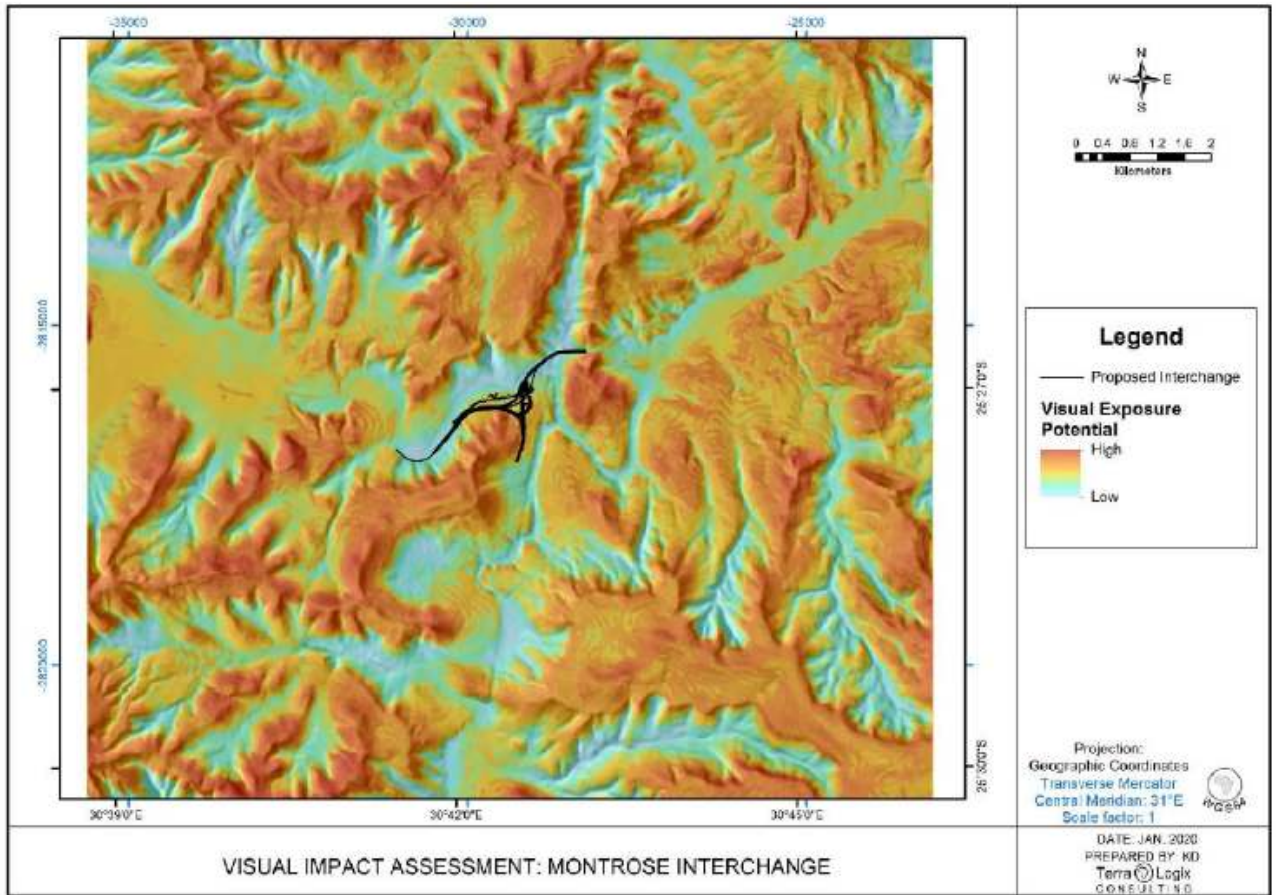 -35000 -30000 -25000
-2815000
-2820000
26°27'0"S
26°30'0"S
30°39'0"E 30°42'0"E 30°45'0"E
N
W E
S
0 0.4 0.8 1.2 1.6 2
Kilometers
Legend
Proposed Interchange
Visual Exposure
Potential
High
Low
Projection:
Geographic Coordinates
Transverse Mercator
Central Meridian: 31°E
Scale factor: 1
WGS84
VISUAL IMPACT ASSESSMENT: MONTROSE INTERCHANGE
DATE: JAN. 2020
PREPARED BY: KD
Terra Logix
CONSULTING